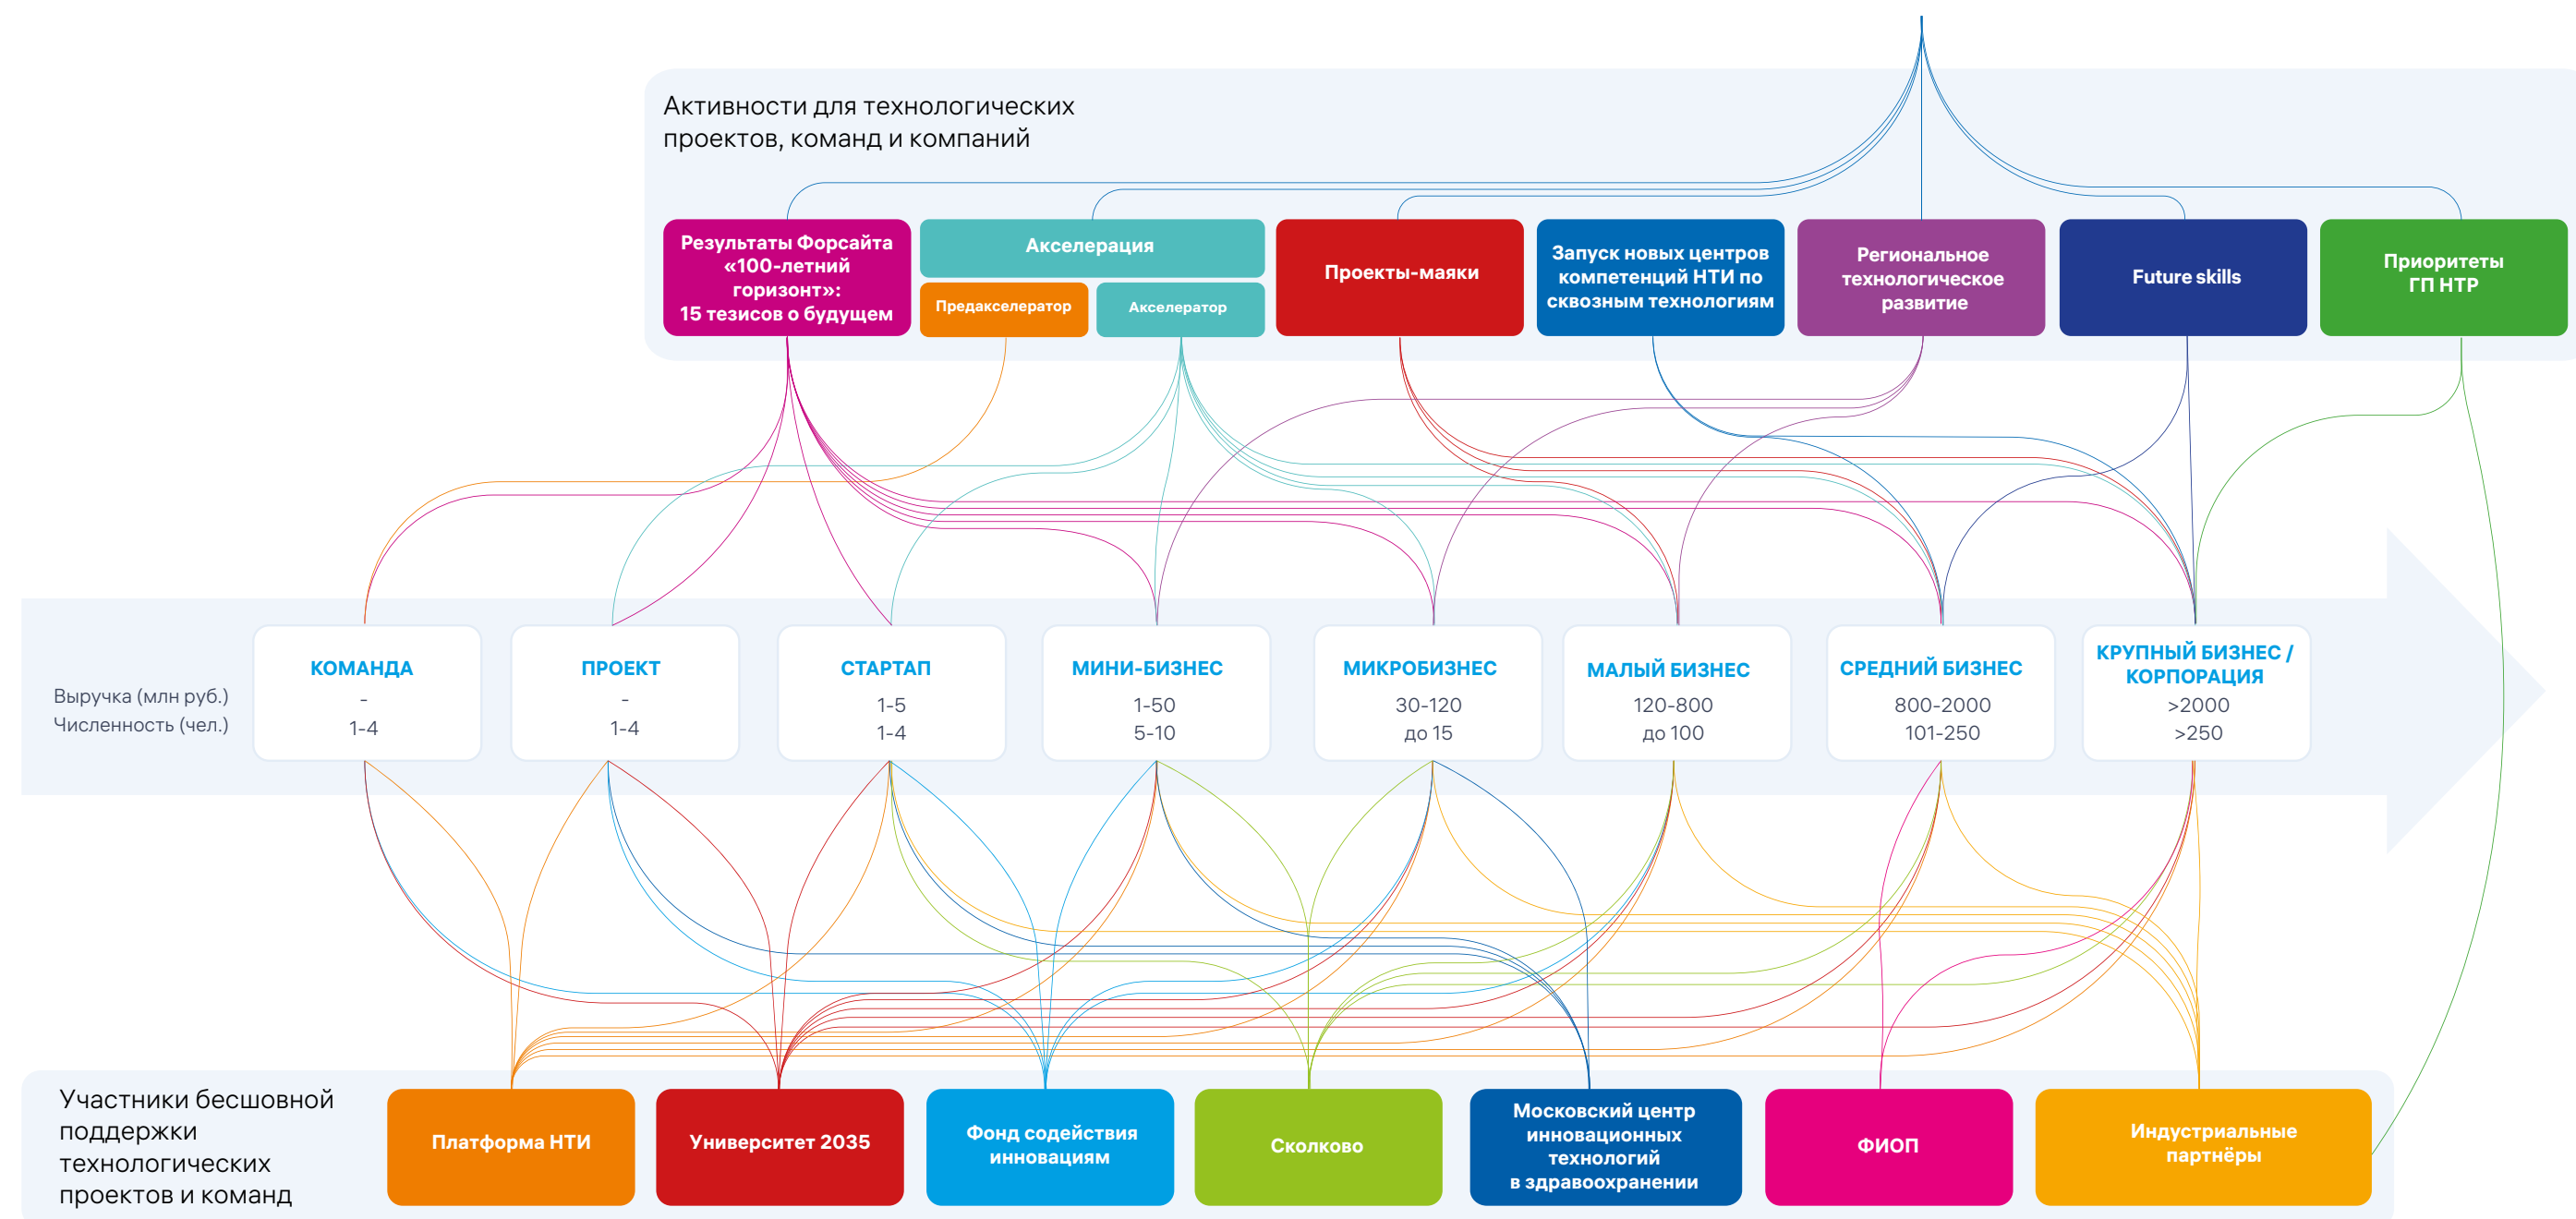 Активности для технологических
проектов, команд и компаний
Результаты Форсайта
«100-летний
горизонт»:
15 тезисов о будущем
Акселерация
Предакселератор
Акселератор
Проекты-маяки
Запуск новых центров
компетенций НТИ по
сквозным технологиям
Региональное
технологическое
развитие
Future skills
Приоритеты
ГП НТР
Выручка (млн руб.)
Численность (чел.)
КОМАНДА
-
1-4
ПРОЕКТ
-
1-4
СТАРТАП
1-5
1-4
МИНИ-БИЗНЕС
1-50
5-10
МИКРОБИЗНЕС
30-120
до 15
МАЛЫЙ БИЗНЕС
120-800
до 100
СРЕДНИЙ БИЗНЕС
800-2000
101-250
КРУПНЫЙ БИЗНЕС /
КОРПОРАЦИЯ
>2000
>250
Участники бесшовной
поддержки
технологических
проектов и команд
Платформа НТИ
Университет 2035
Фонд содействия
инновациям
Сколково
Московский центр
инновационных
технологий
в здравоохранении
ФИОП
Индустриальные
партнёры